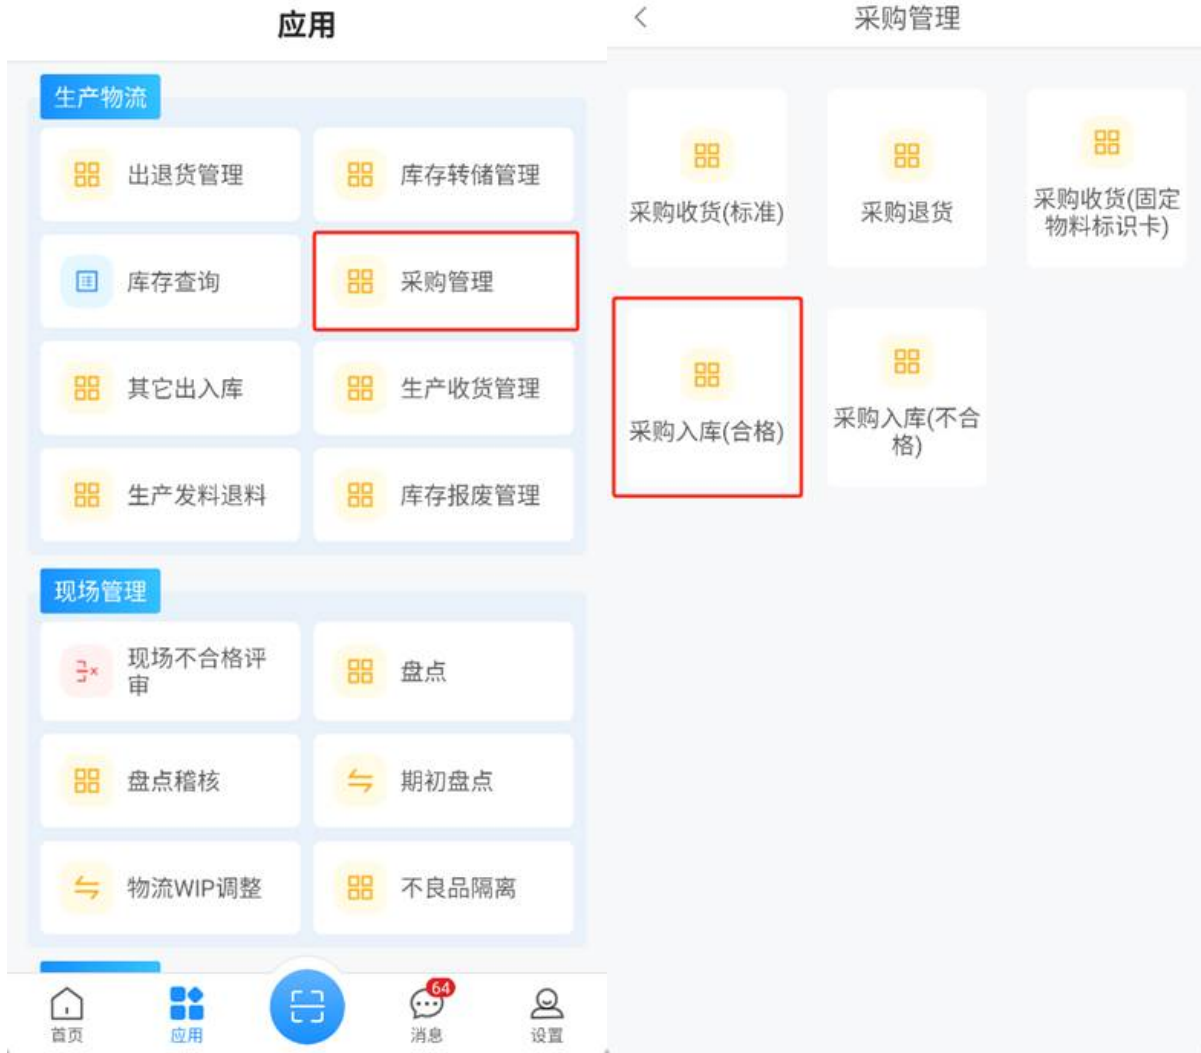 应用
生产物流
出退货管理
库存转储管理
库存查询
采购管理
其它出入库
生产收货管理
生产发料退料
库存报废管理
现场管理
现场不合格评
审
盘点
盘点稽核
期初盘点
物流WIP调整
不良品隔离
首页
应用
64
消息
设置
采购管理
采购收货(标准)
采购退货
采购收货(固定
物料标识卡)
采购入库(合格)
采购入库(不合
格)